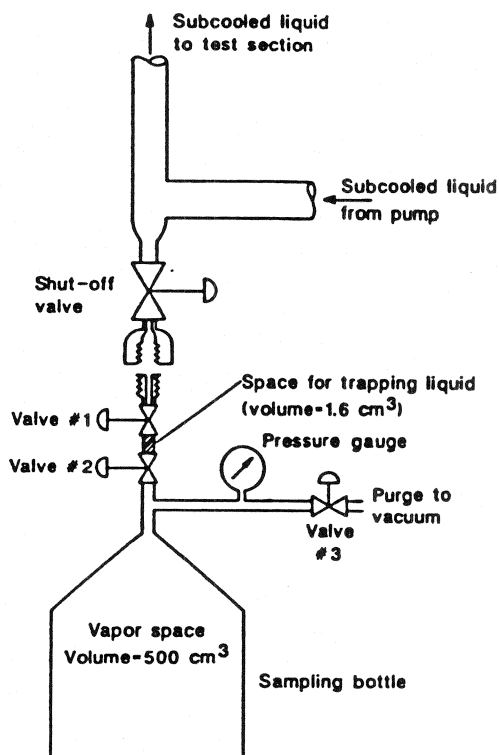 Subcooled liquid
to test section
Subcooled liquid
from pump
Shut-off
valve
Space for trapping liquid
(volume=1.6 cm³)
Valve #1
Pressure gauge
Valve #2
Purge to
vacuum
Valve
#3
Vapor space
Volume=500 cm³
Sampling bottle